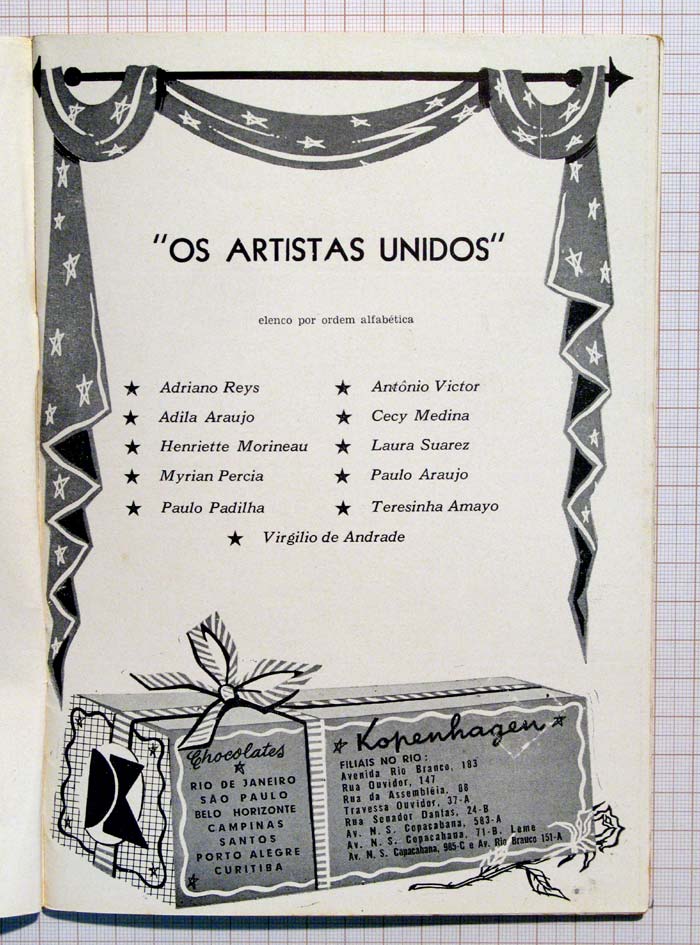 "OS ARTISTAS UNIDOS"
elenco por ordem alfabética
★ Adriano Reys ★ Antônio Victor
★ Adila Araujo ★ Cecy Medina
★ Henriette Morineau ★ Laura Suarez
★ Myrian Percia ★ Paulo Araujo
★ Paulo Padilha ★ Teresinha Amayo
★ Virgilio de Andrade
Chocolates
RIO DE JANEIRO
SÃO PAULO
BELO HORIZONTE
CAMPINAS
SANTOS
PORTO ALEGRE
CURITIBA
Kopenhagen
FILIAIS NO RIO:
Avenida Rio Branco, 183
Rua Ouvidor, 147
Rua da Assembléia, 88
Travessa Ouvidor, 37-A
Rua Senador Dantas, 24-B
Av. N. S. Copacabana, 583-A
Av. N. S. Copacabana, 71-B, Leme
Av. N. S. Copacabana, 985-C e Av. Rio Branco 151-A